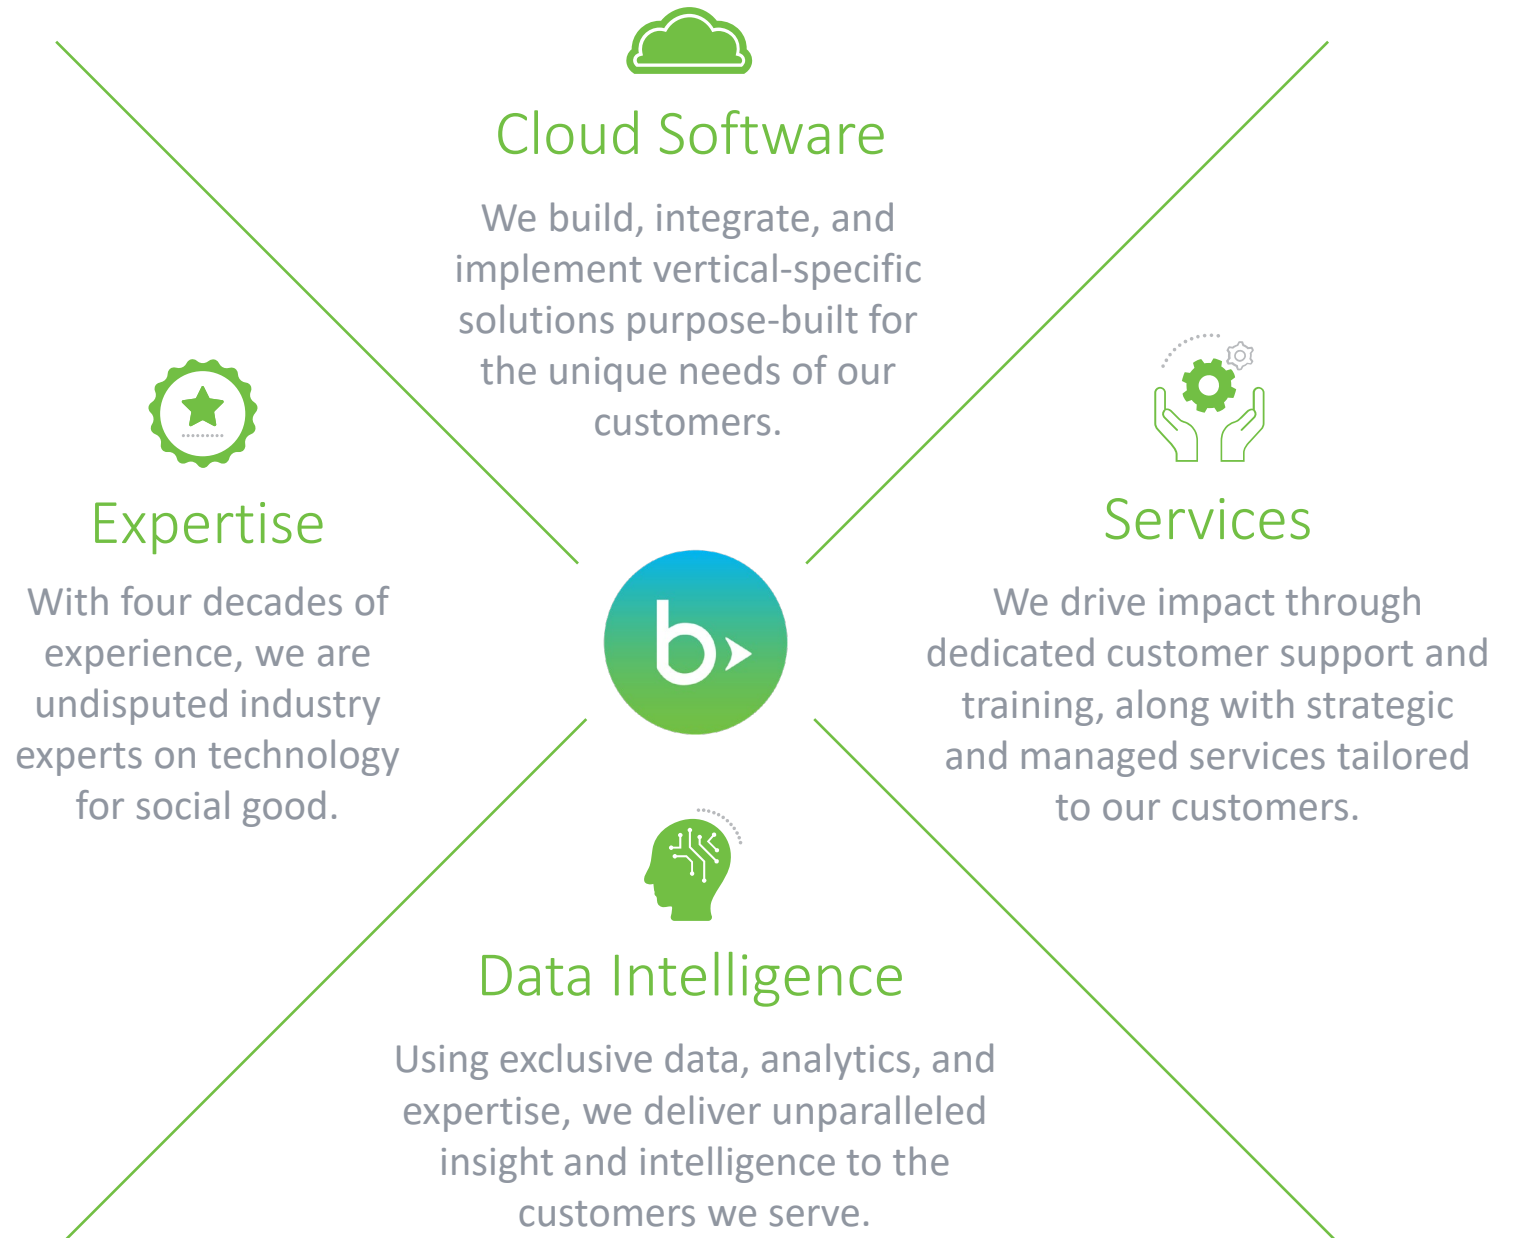 Cloud Software
We build, integrate, and
implement vertical-specific
solutions purpose-built for
the unique needs of our
customers.
Expertise
With four decades of
experience, we are
undisputed industry
experts on technology
for social good.
b
Services
We drive impact through
dedicated customer support and
training, along with strategic
and managed services tailored
to our customers.
Data Intelligence
Using exclusive data, analytics, and
expertise, we deliver unparalleled
insight and intelligence to the
customers we serve.